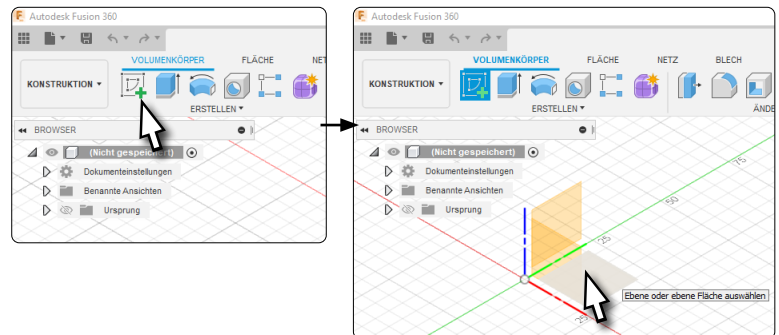 Autodesk Fusion 360
VOLUMENKÖRPER FLÄCHE NET
KONSTRUKTION
ERSTELLEN
BROWSER
(Nicht gespeichert)
Dokumenteinstellungen
Benannte Ansichten
Ursprung
Autodesk Fusion 360
VOLUMENKÖRPER FLÄCHE NETZ BLECH
KONSTRUKTION
ERSTELLEN ÄNDE
BROWSER
(Nicht gespeichert)
Dokumenteinstellungen
Benannte Ansichten
Ursprung
75
50
25
Ebene oder ebene Fläche auswählen
25